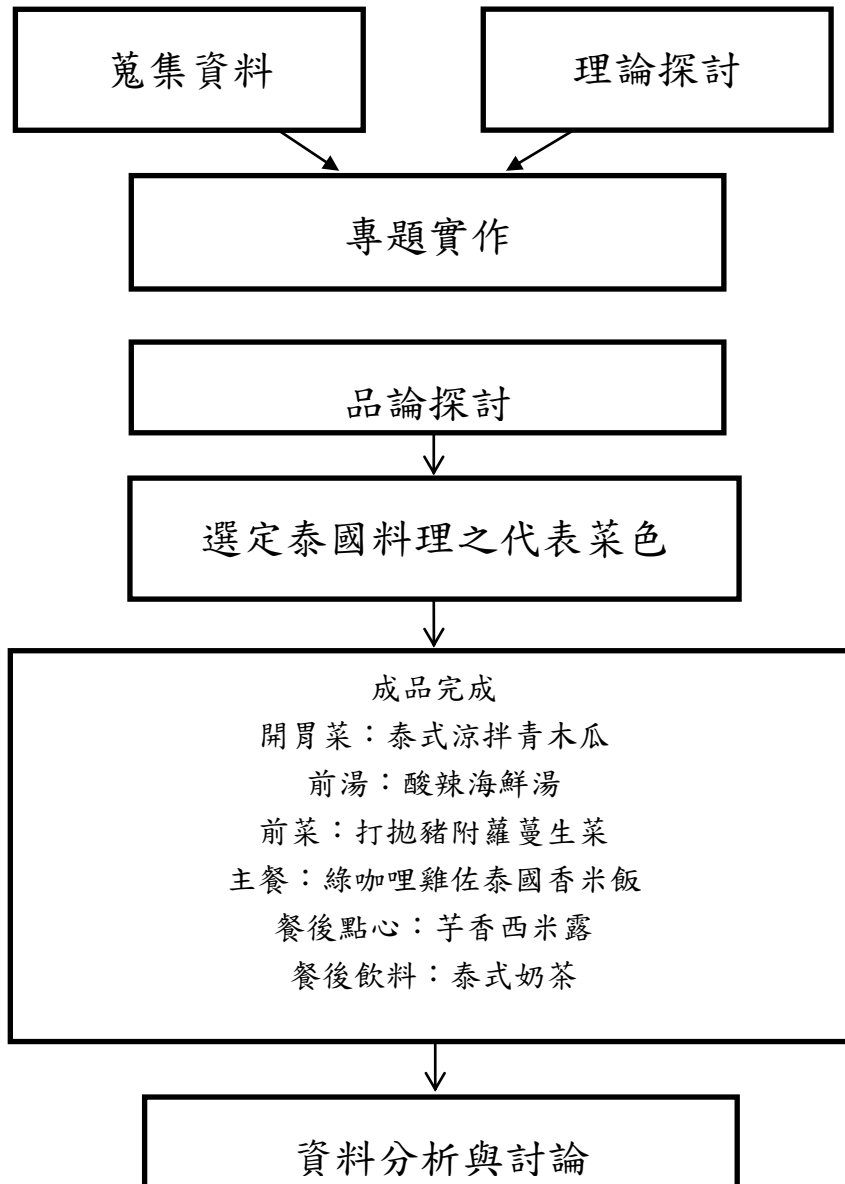 蒐集資料
理論探討
專題實作
品論探討
選定泰國料理之代表菜色
成品完成
開胃菜：泰式涼拌青木瓜
前湯：酸辣海鮮湯
前菜：打拋豬附蘿蔓生菜
主餐：綠咖哩雞佐泰國香米飯
餐後點心：芋香西米露
餐後飲料：泰式奶茶
資料分析與討論